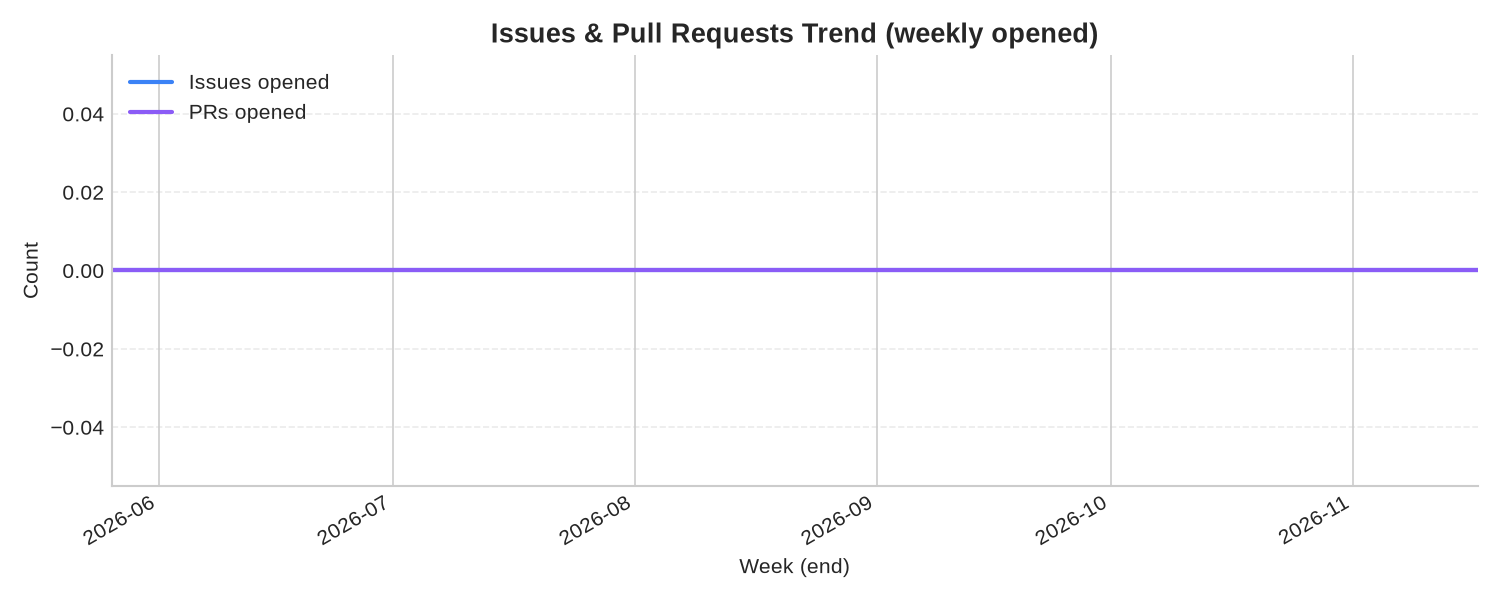 Issues & Pull Requests Trend (weekly opened)
Issues opened
PRs opened
0.04
0.02
0.00
−0.02
−0.04
Count
2026-06
2026-07
2026-08
2026-09
2026-10
2026-11
Week (end)